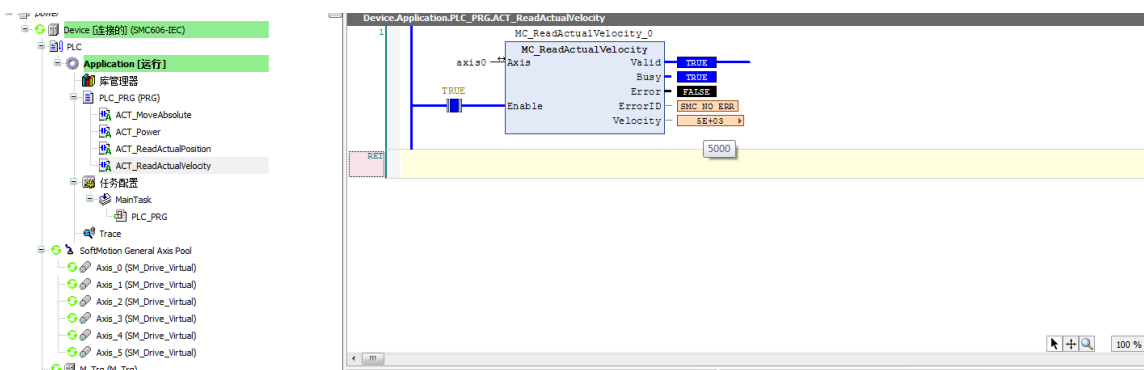 power
Device [连接的] (SMC606-IEC)
PLC
Application [运行]
库管理器
PLC_PRG (PRG)
ACT_MoveAbsolute
ACT_Power
ACT_ReadActualPosition
ACT_ReadActualVelocity
任务配置
MainTask
PLC_PRG
Trace
SoftMotion General Axis Pool
Axis_0 (SM_Drive_Virtual)
Axis_1 (SM_Drive_Virtual)
Axis_2 (SM_Drive_Virtual)
Axis_3 (SM_Drive_Virtual)
Axis_4 (SM_Drive_Virtual)
Axis_5 (SM_Drive_Virtual)
Device.Application.PLC_PRG.ACT_ReadActualVelocity
1
MC_ReadActualVelocity_0
MC_ReadActualVelocity
axis0 Axis Valid TRUE
Busy TRUE
TRUE Error FALSE
Enable ErrorID SMC NO ERR
Velocity 5E+03
5000
RET
100 %